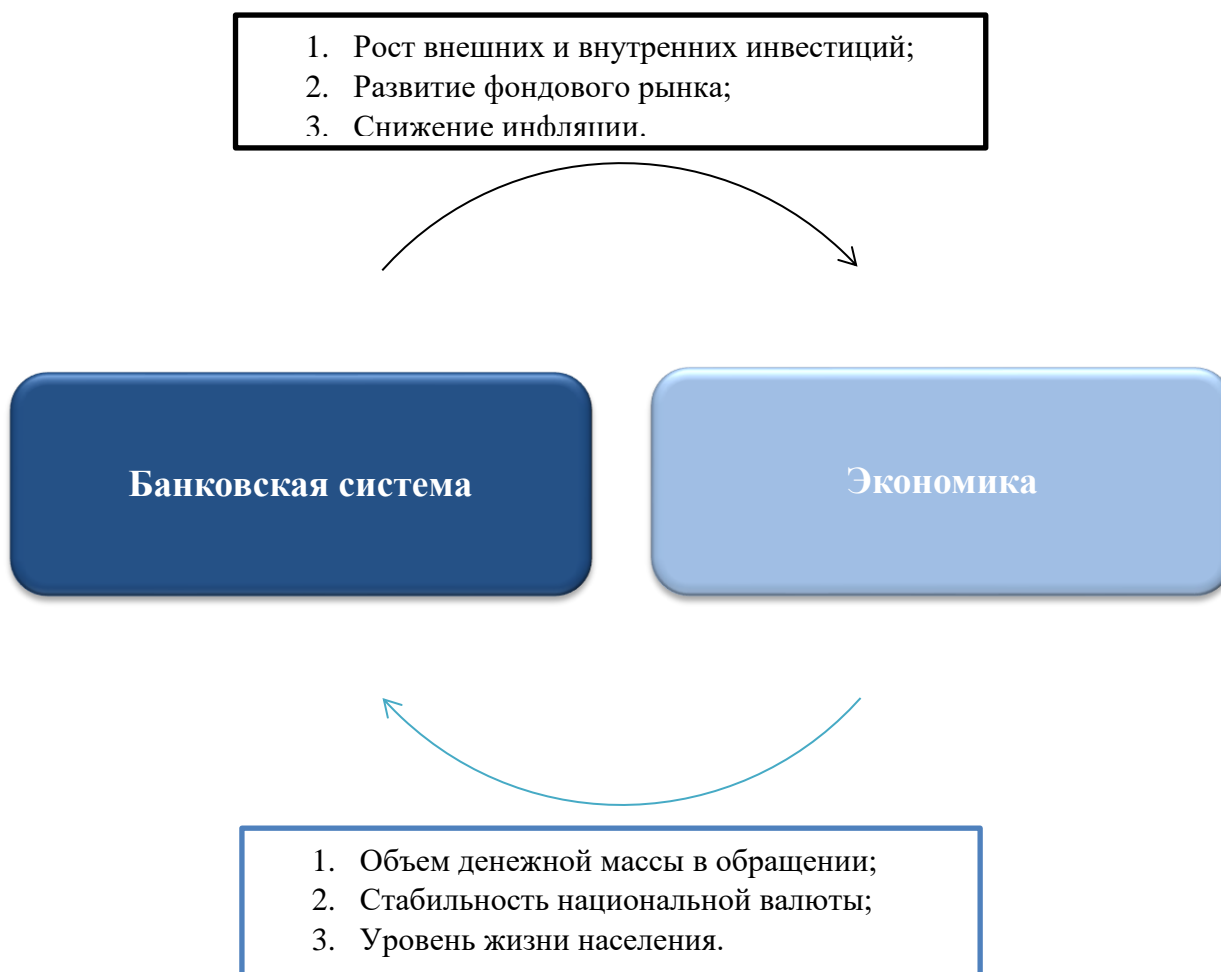 1. Рост внешних и внутренних инвестиций;
2. Развитие фондового рынка;
3. Снижение инфляции.
Банковская система
Экономика
1. Объем денежной массы в обращении;
2. Стабильность национальной валюты;
3. Уровень жизни населения.